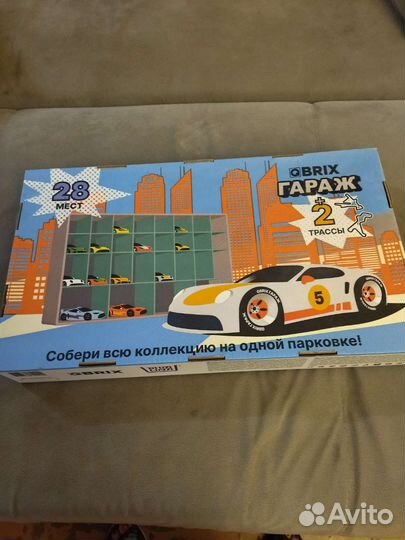 28
МЕСТ
QBRIX
ГАРАЖ
+2
ТРАССЫ
5
Собери всю коллекцию на одной парковке!
QBRIX
Avito